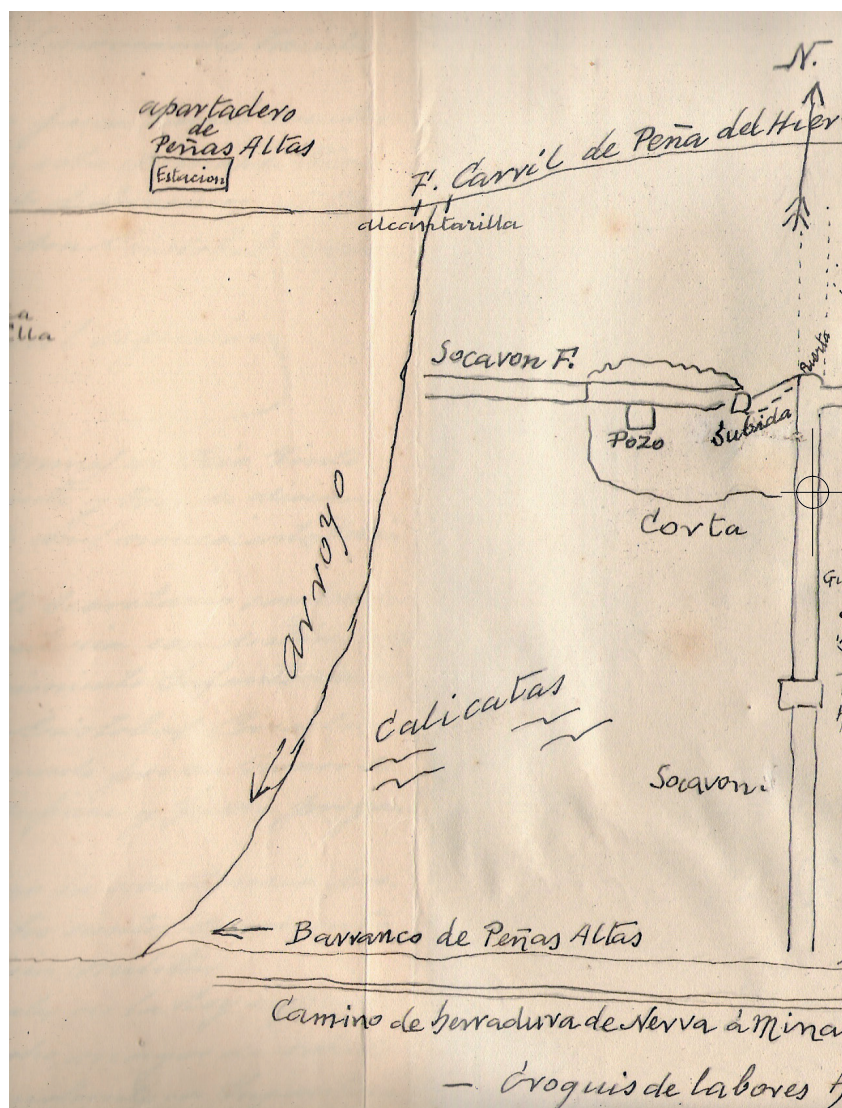 N.
apartadero
de
Peñas Altas
Estacion
F. Carril de Peña del Hier
alcantarilla
Socavon F.
Puerta
Subida
Pozo
Corta
arroyo
Calicatas
Socavon
Barranco de Peñas Altas
Camino de herradura de Nerva á Mina
— Croquis de labores